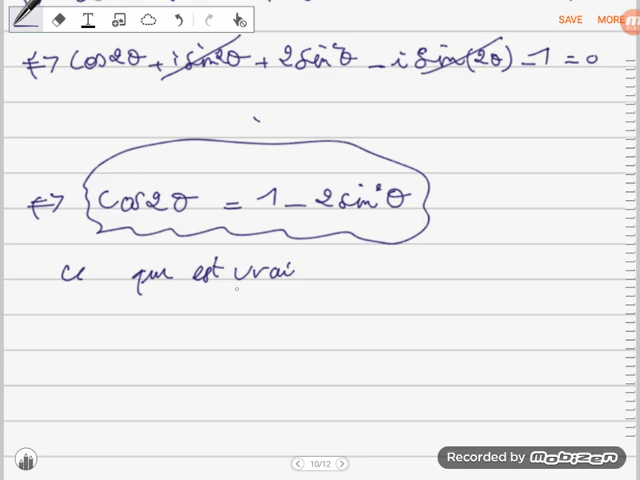 SAVE MORE
⇔ cos2θ + i sin2θ + 2sin²θ - i sin(2θ) - 1 = 0
⇔ cos2θ = 1 - 2sin²θ
ce qui est vrai
10/12
Recorded by MOBIZEN